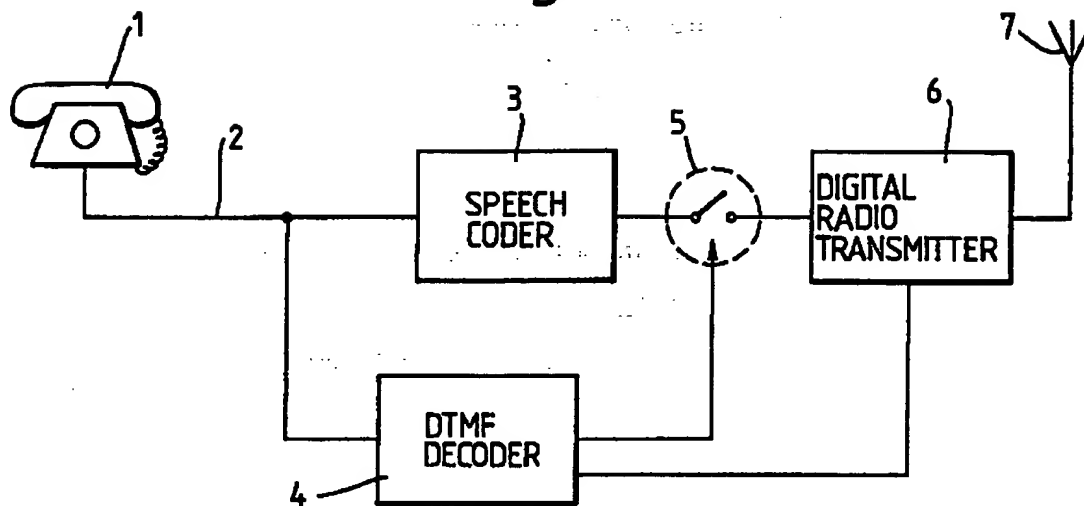 1
7
2
3
5
6
SPEECH
CODER
DIGITAL
RADIO
TRANSMITTER
DTMF
DECODER
4